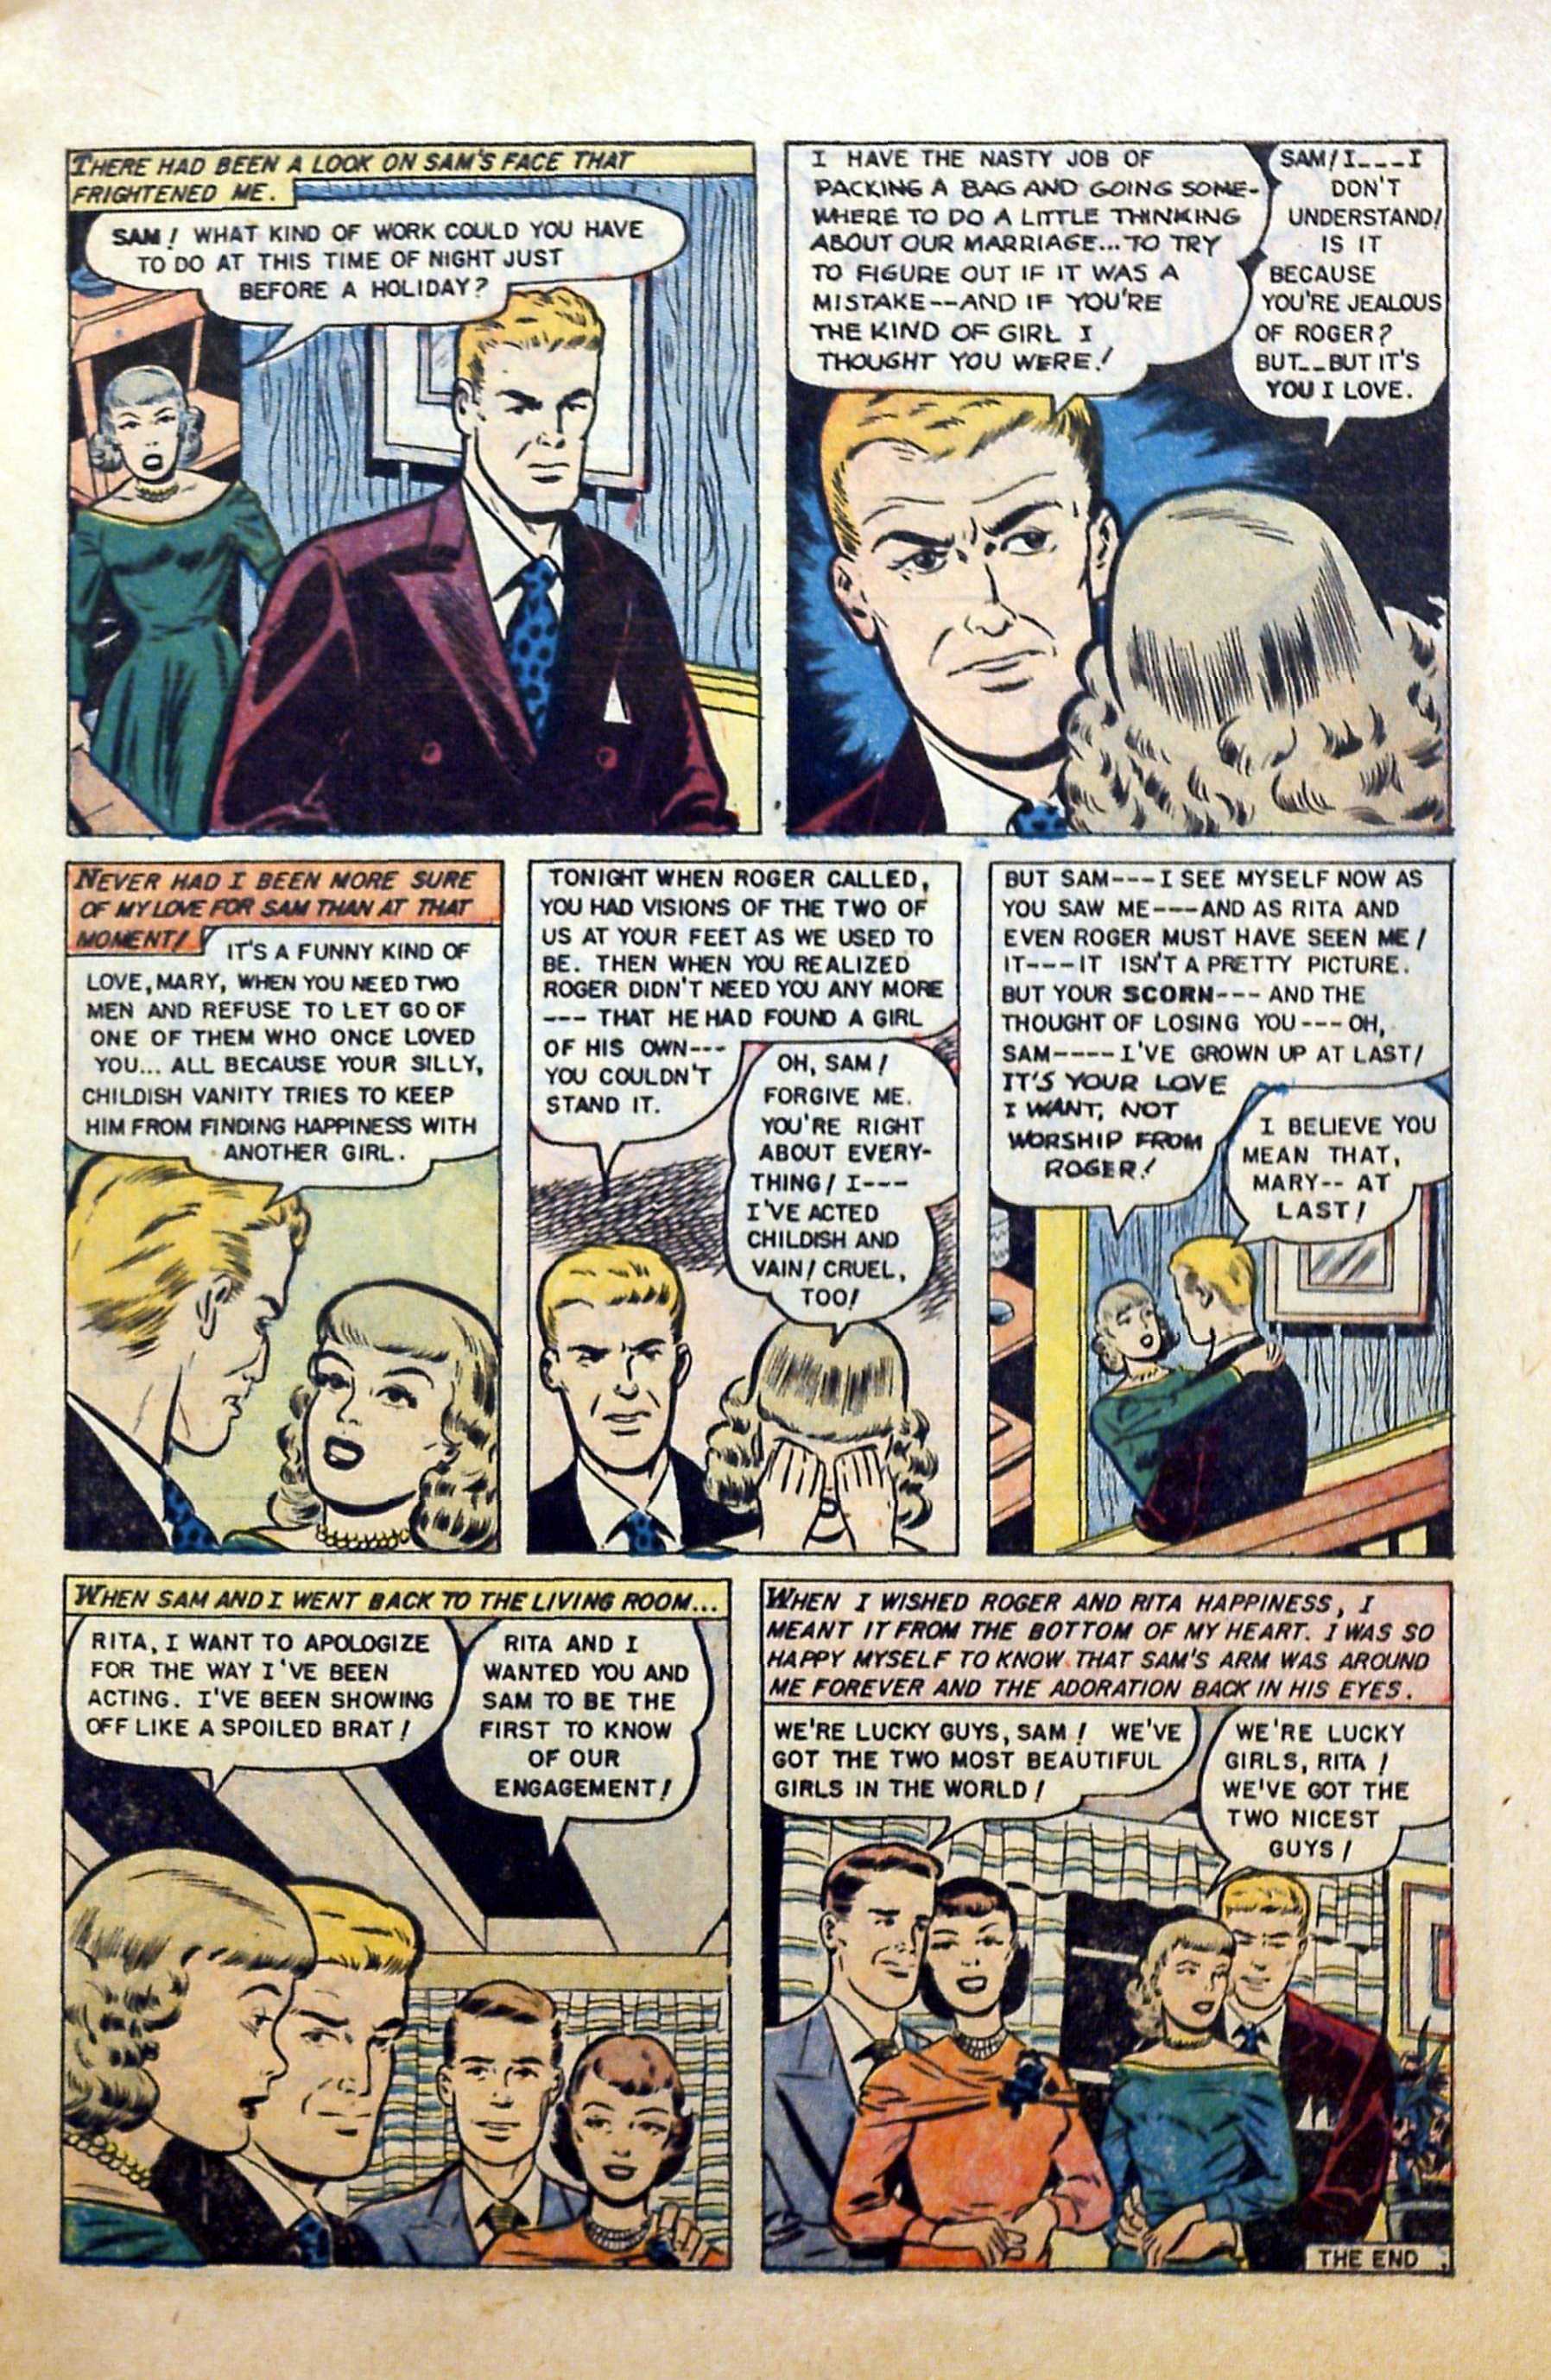 THERE HAD BEEN A LOOK ON SAM'S FACE THAT
FRIGHTENED ME.
SAM! WHAT KIND OF WORK COULD YOU HAVE
TO DO AT THIS TIME OF NIGHT JUST
BEFORE A HOLIDAY?
I HAVE THE NASTY JOB OF
PACKING A BAG AND GOING SOME-
WHERE TO DO A LITTLE THINKING
ABOUT OUR MARRIAGE... TO TRY
TO FIGURE OUT IF IT WAS A
MISTAKE--AND IF YOU'RE
THE KIND OF GIRL I
THOUGHT YOU WERE!
SAM! I___I
DON'T
UNDERSTAND!
IS IT
BECAUSE
YOU'RE JEALOUS
OF ROGER?
BUT__BUT IT'S
YOU I LOVE.
NEVER HAD I BEEN MORE SURE
OF MY LOVE FOR SAM THAN AT THAT
MOMENT!
IT'S A FUNNY KIND OF
LOVE, MARY, WHEN YOU NEED TWO
MEN AND REFUSE TO LET GO OF
ONE OF THEM WHO ONCE LOVED
YOU... ALL BECAUSE YOUR SILLY,
CHILDISH VANITY TRIES TO KEEP
HIM FROM FINDING HAPPINESS WITH
ANOTHER GIRL.
TONIGHT WHEN ROGER CALLED,
YOU HAD VISIONS OF THE TWO OF
US AT YOUR FEET AS WE USED TO
BE. THEN WHEN YOU REALIZED
ROGER DIDN'T NEED YOU ANY MORE
--- THAT HE HAD FOUND A GIRL
OF HIS OWN---
YOU COULDN'T
STAND IT.
OH, SAM!
FORGIVE ME.
YOU'RE RIGHT
ABOUT EVERY-
THING! I---
I'VE ACTED
CHILDISH AND
VAIN! CRUEL,
TOO!
BUT SAM---I SEE MYSELF NOW AS
YOU SAW ME---AND AS RITA AND
EVEN ROGER MUST HAVE SEEN ME!
IT---IT ISN'T A PRETTY PICTURE.
BUT YOUR SCORN--- AND THE
THOUGHT OF LOSING YOU---OH,
SAM----I'VE GROWN UP AT LAST!
IT'S YOUR LOVE
I WANT, NOT
WORSHIP FROM
ROGER!
I BELIEVE YOU
MEAN THAT,
MARY-- AT
LAST!
WHEN SAM AND I WENT BACK TO THE LIVING ROOM...
RITA, I WANT TO APOLOGIZE
FOR THE WAY I'VE BEEN
ACTING. I'VE BEEN SHOWING
OFF LIKE A SPOILED BRAT!
RITA AND I
WANTED YOU AND
SAM TO BE THE
FIRST TO KNOW
OF OUR
ENGAGEMENT!
WHEN I WISHED ROGER AND RITA HAPPINESS, I
MEANT IT FROM THE BOTTOM OF MY HEART. I WAS SO
HAPPY MYSELF TO KNOW THAT SAM'S ARM WAS AROUND
ME FOREVER AND THE ADORATION BACK IN HIS EYES.
WE'RE LUCKY GUYS, SAM! WE'VE
GOT THE TWO MOST BEAUTIFUL
GIRLS IN THE WORLD!
WE'RE LUCKY
GIRLS, RITA!
WE'VE GOT THE
TWO NICEST
GUYS!
THE END